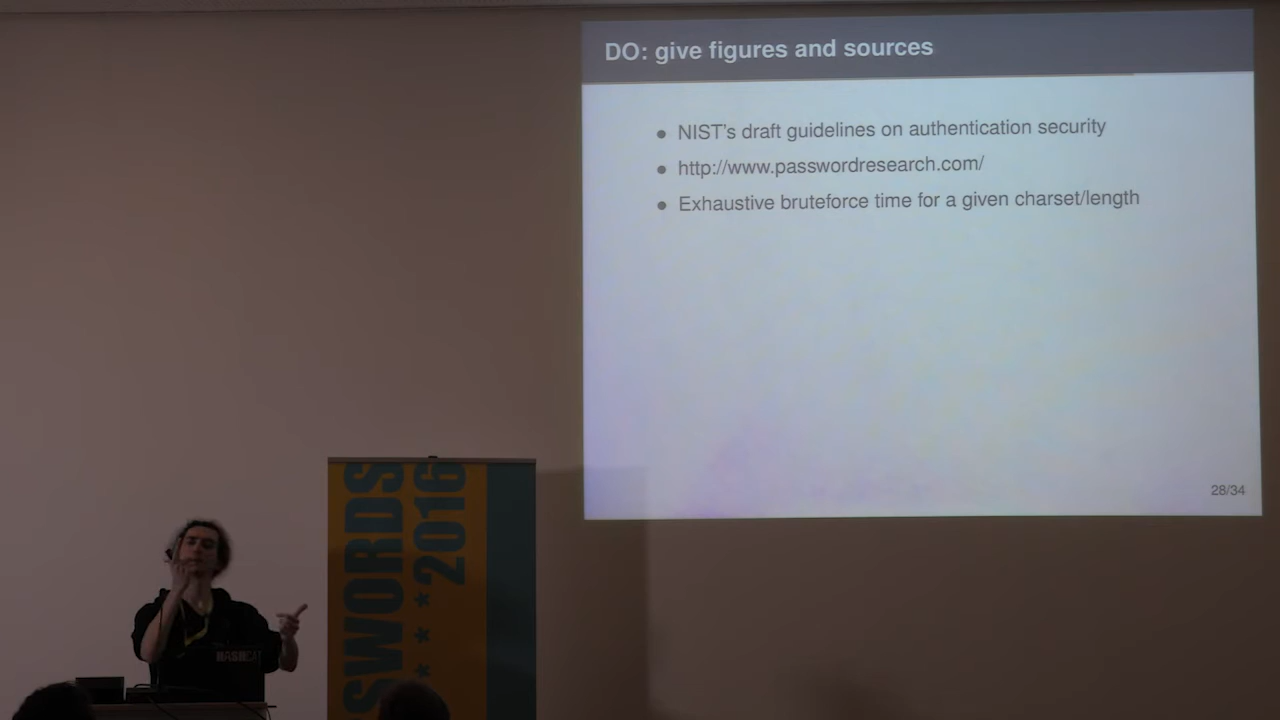 DO: give figures and sources
NIST's draft guidelines on authentication security
http://www.passwordresearch.com/
Exhaustive bruteforce time for a given charset/length
28/34
SWORDS
* * *2016